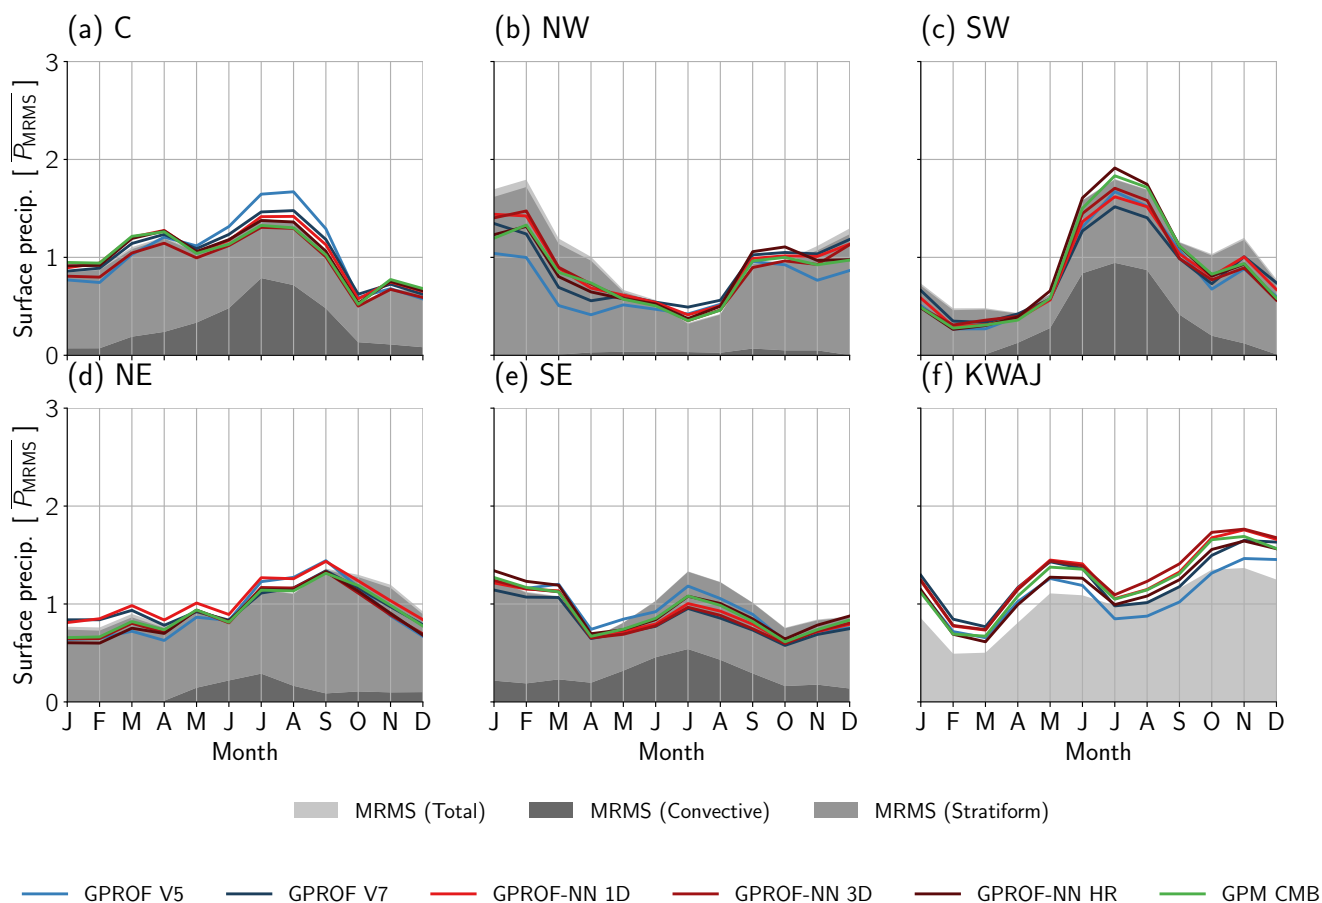 (a) C
(b) NW
(c) SW
Surface precip. [ P_MRMS ]
3
2
1
0
(d) NE
(e) SE
(f) KWAJ
Surface precip. [ P_MRMS ]
3
2
1
0
J F M A M J J A S O N D
J F M A M J J A S O N D
J F M A M J J A S O N D
Month
Month
Month
MRMS (Total)
MRMS (Convective)
MRMS (Stratiform)
GPROF V5
GPROF V7
GPROF-NN 1D
GPROF-NN 3D
GPROF-NN HR
GPM CMB